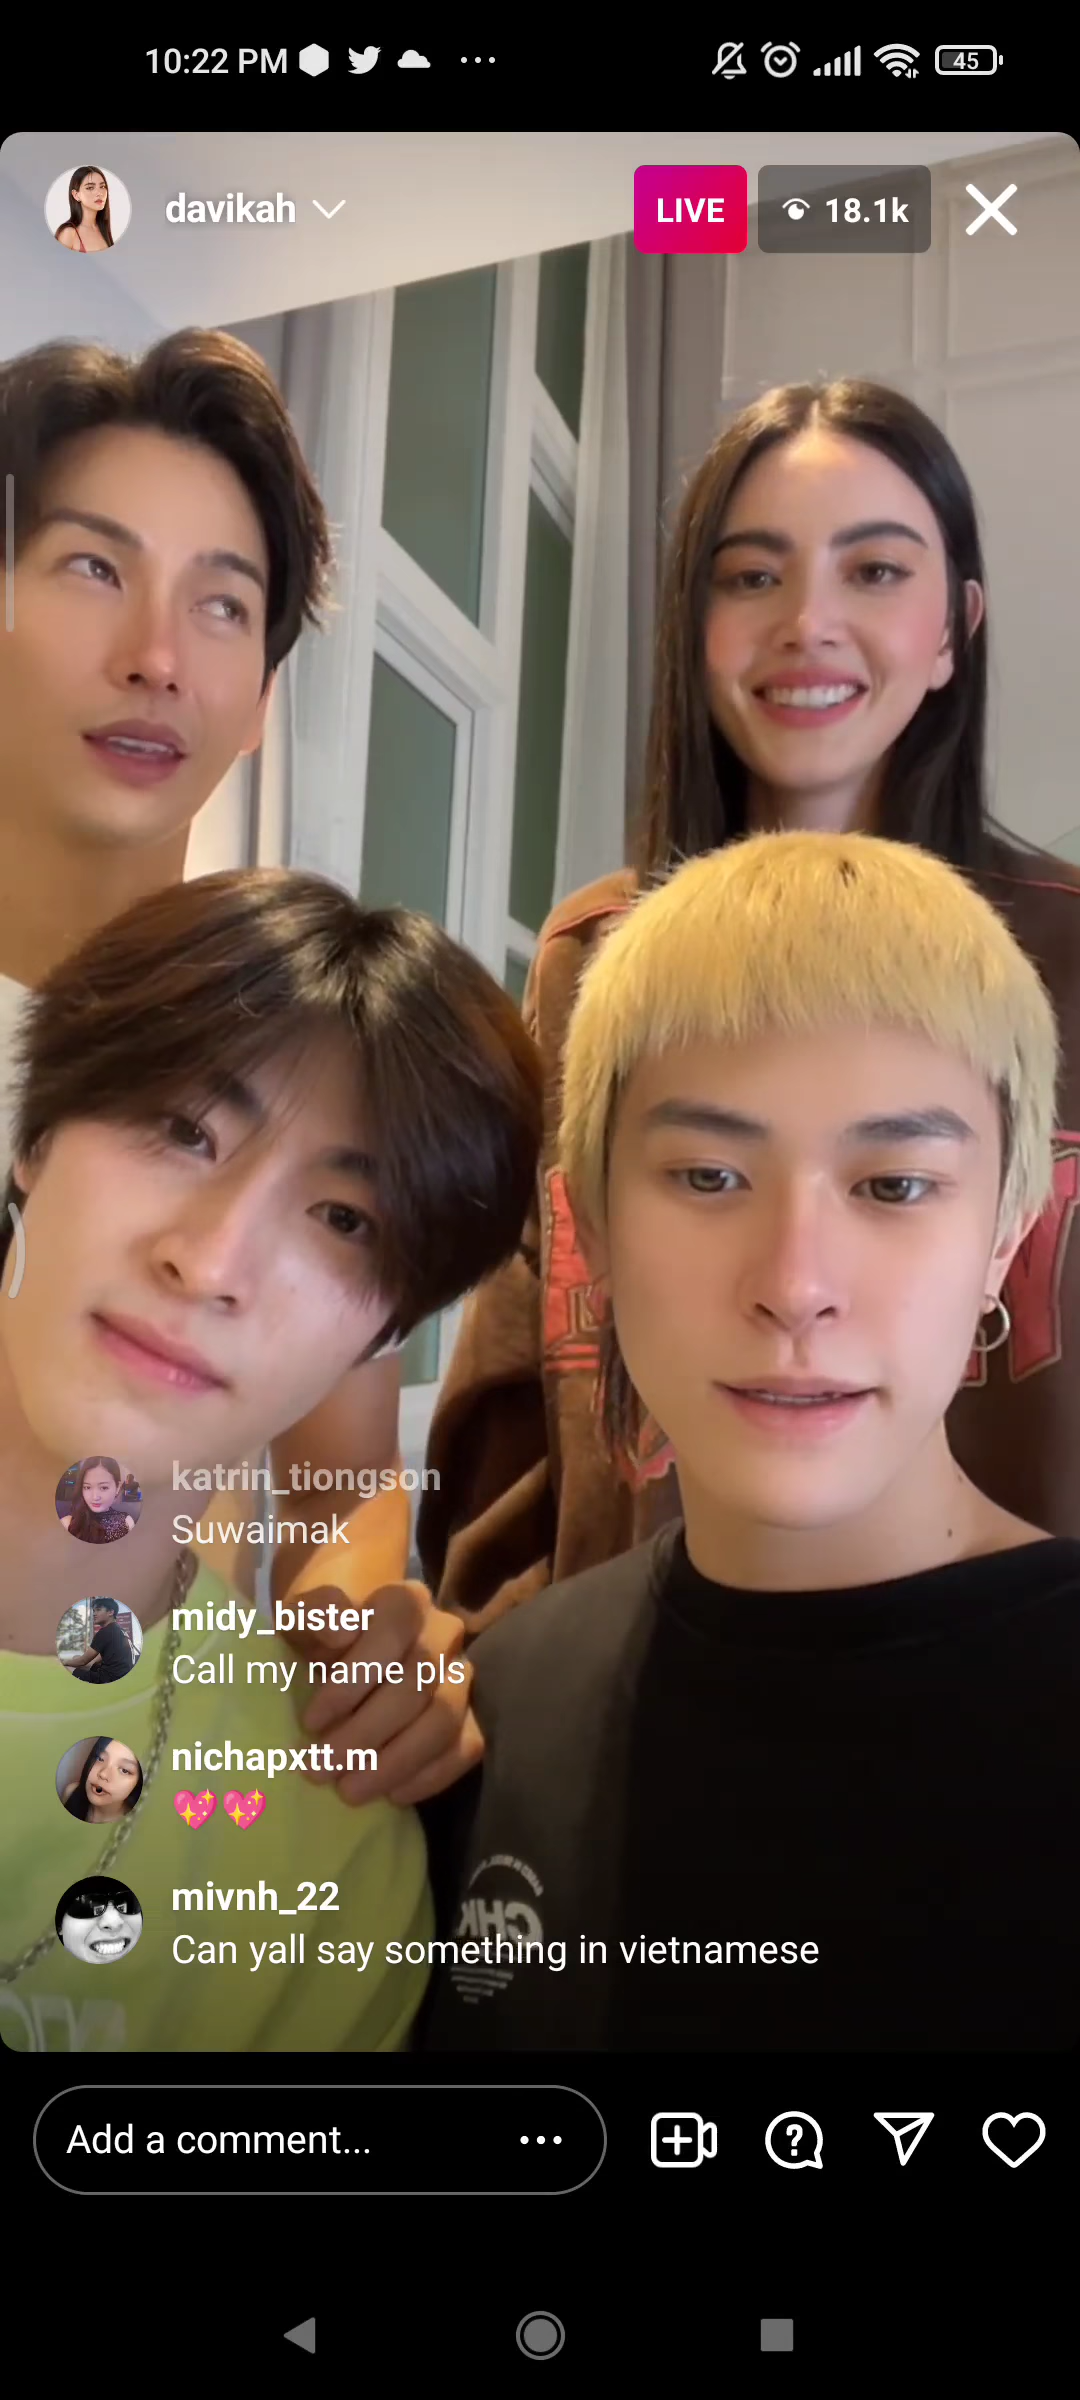 10:22 PM
45
davikah
LIVE
18.1k
katrin_tiongson
Suwaimak
midy_bister
Call my name pls
nichapxtt.m
💖💖
mivnh_22
Can yall say something in vietnamese
CHK
Add a comment...